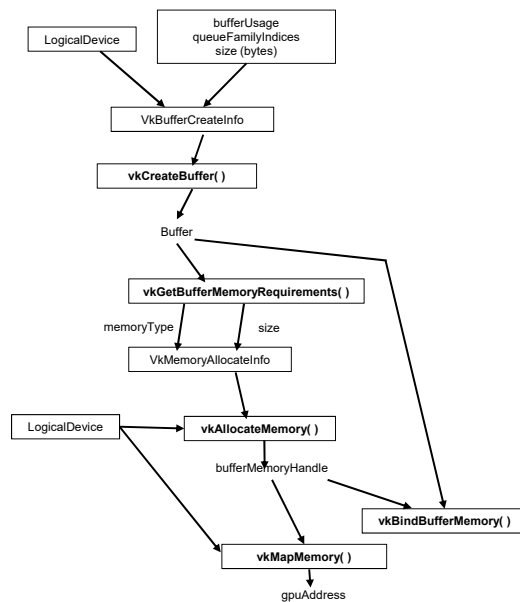 bufferUsage
queueFamilyIndices
size (bytes)
LogicalDevice
VkBufferCreateInfo
vkCreateBuffer( )
Buffer
vkGetBufferMemoryRequirements( )
memoryType
size
VkMemoryAllocateInfo
LogicalDevice
vkAllocateMemory( )
bufferMemoryHandle
vkBindBufferMemory( )
vkMapMemory( )
gpuAddress